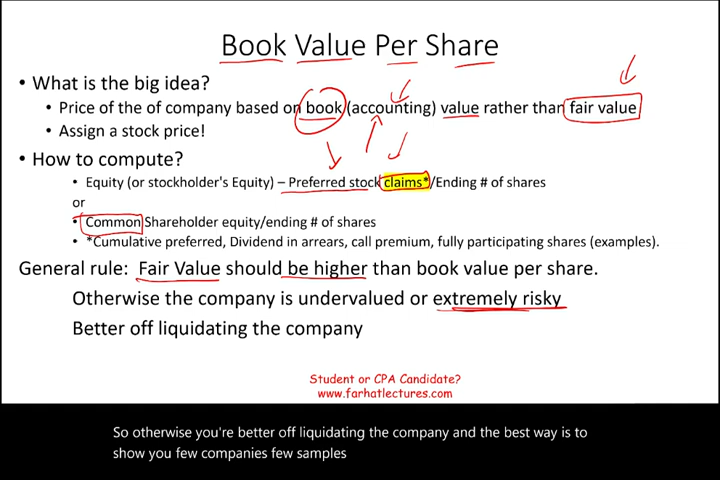 Book Value Per Share
• What is the big idea?
• Price of the of company based on book (accounting) value rather than fair value
• Assign a stock price!
• How to compute?
• Equity (or stockholder's Equity) – Preferred stock claims*/Ending # of shares
or
• Common Shareholder equity/ending # of shares
• *Cumulative preferred, Dividend in arrears, call premium, fully participating shares (examples).
General rule: Fair Value should be higher than book value per share.
Otherwise the company is undervalued or extremely risky
Better off liquidating the company
Student or CPA Candidate?
www.farhatlectures.com
So otherwise you're better off liquidating the company and the best way is to
show you few companies few samples